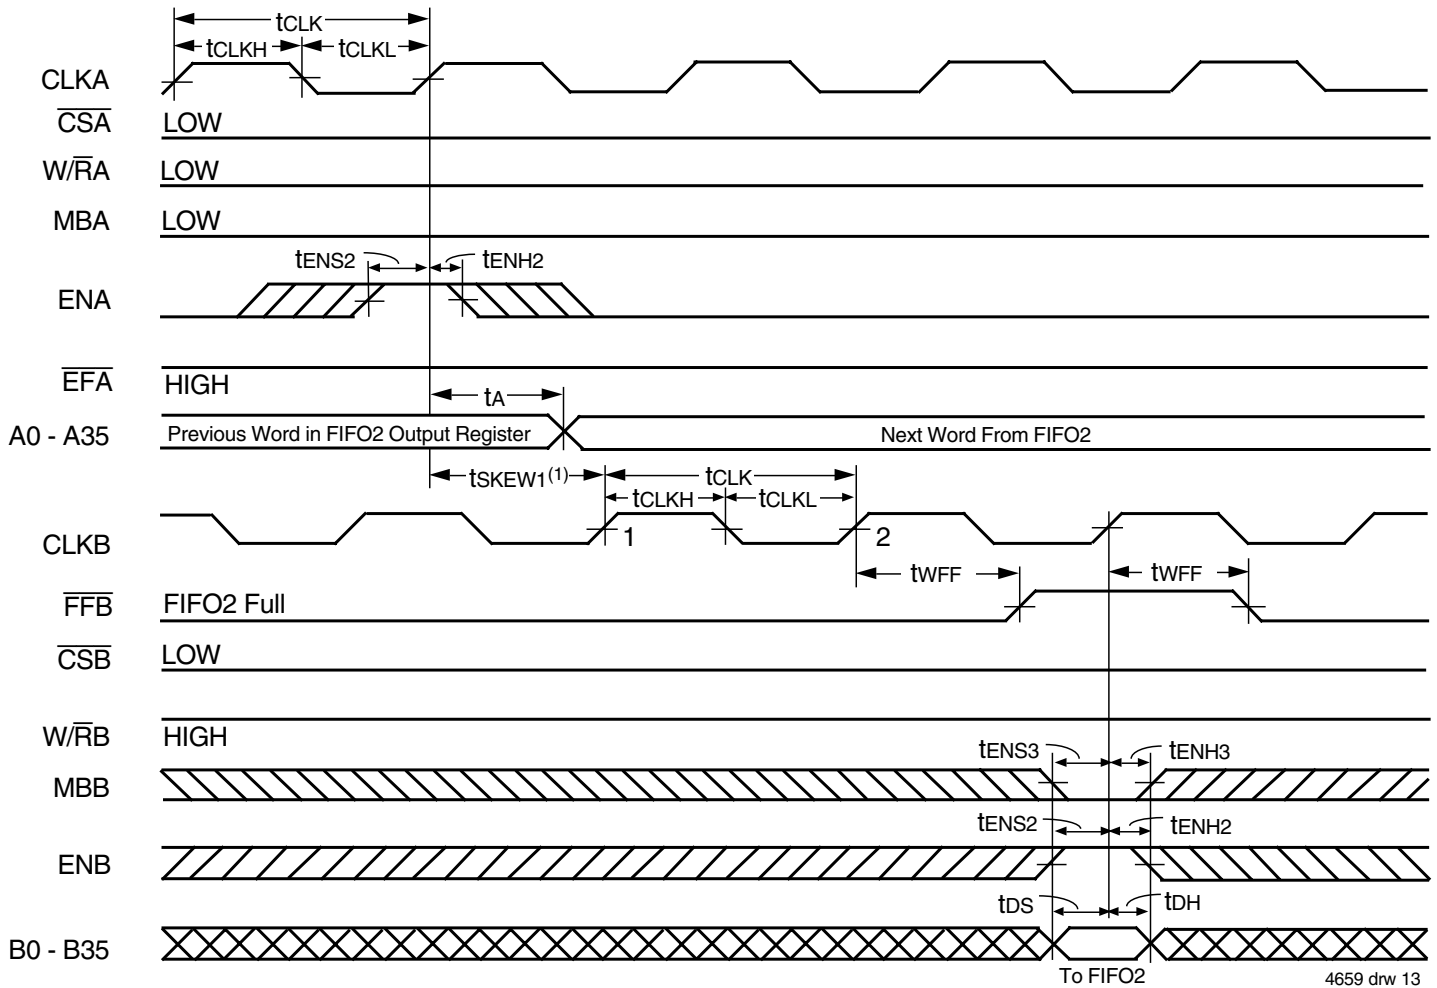 tCLK
tCLKH tCLKL
CLKA
CSA LOW
W/RA LOW
MBA LOW
tENS2 tENH2
ENA
EFA HIGH
tA
A0 - A35 Previous Word in FIFO2 Output Register Next Word From FIFO2
tSKEW1(1) tCLK
tCLKH tCLKL
CLKB 1 2
tWFF tWFF
FFB FIFO2 Full
CSB LOW
W/RB HIGH
tENS3 tENH3
MBB
tENS2 tENH2
ENB
tDS tDH
B0 - B35
To FIFO2
4659 drw 13